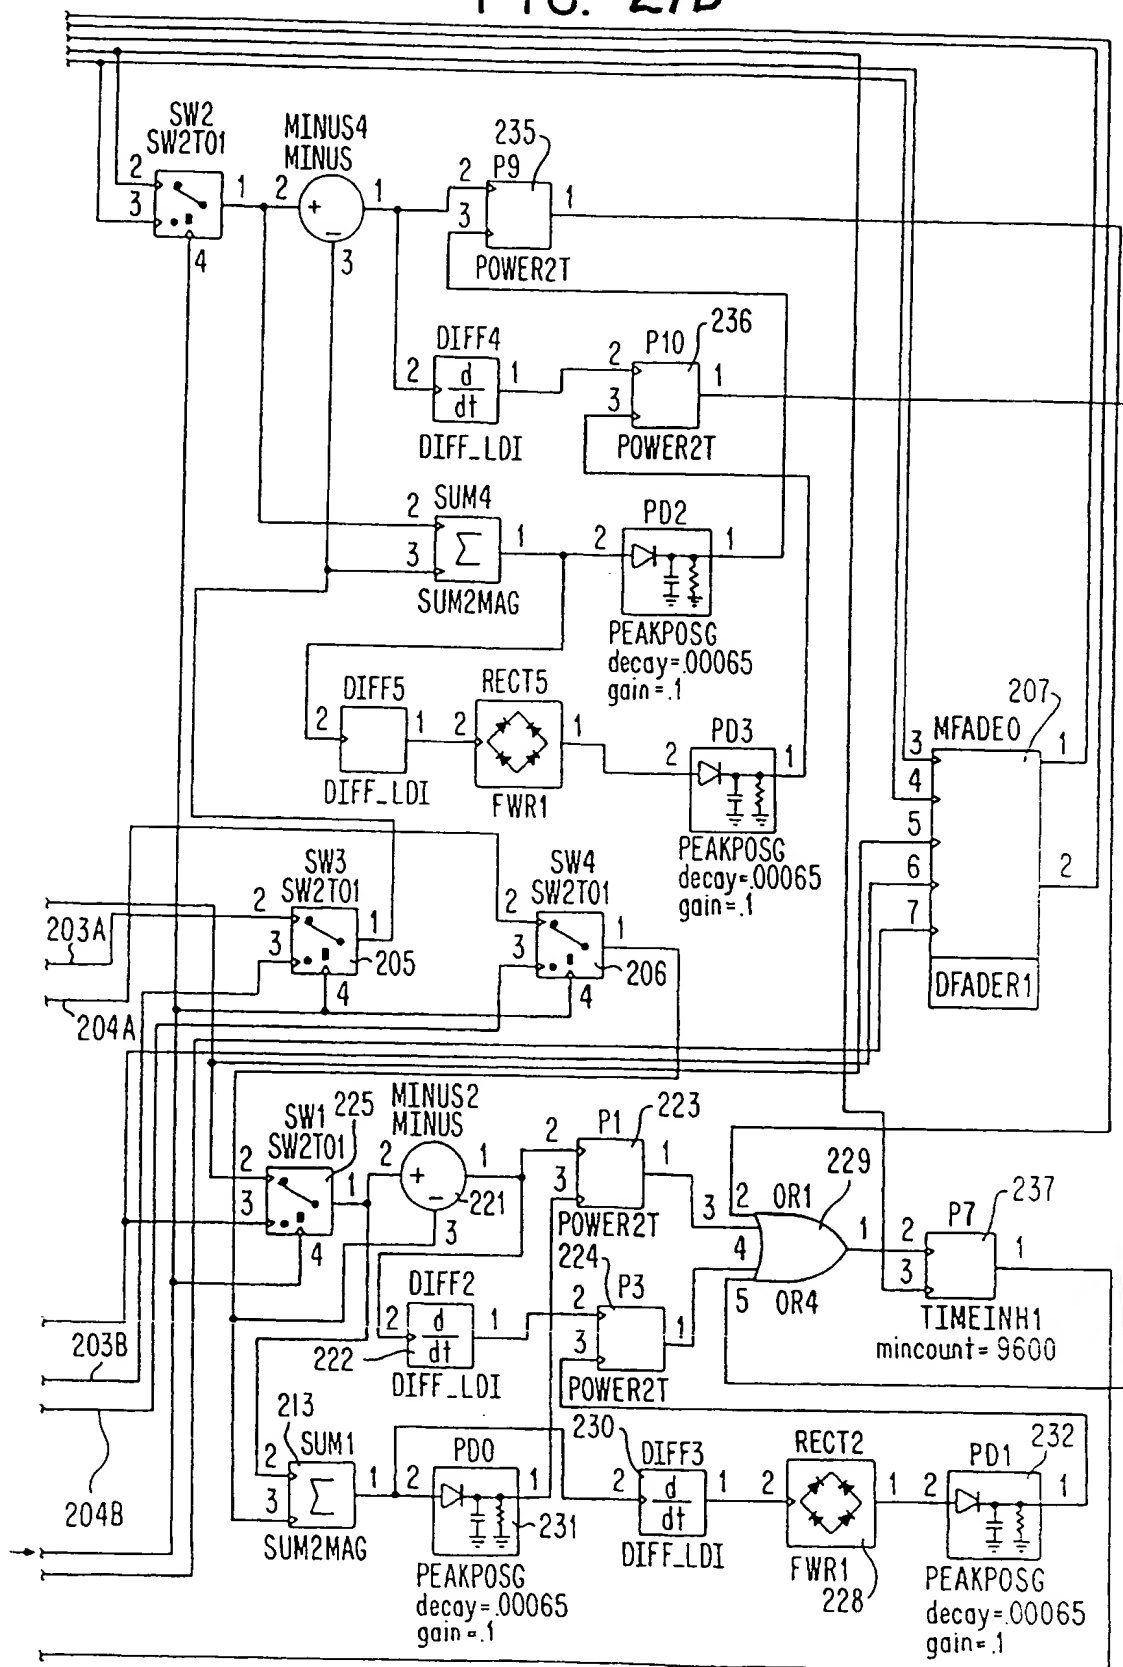 FIG. 21B
SW2
SW2TO1
2
3
1
4
MINUS4
MINUS
2
+
−
1
3
235
P9
2
3
1
POWER2T
236
P10
2
3
1
POWER2T
DIFF4
2
d
dt
1
DIFF_LDI
SUM4
2
3
Σ
1
SUM2MAG
PD2
2
1
PEAKPOSG
decay=.00065
gain=.1
DIFF5
2
1
DIFF_LDI
RECT5
2
1
FWR1
PD3
2
1
PEAKPOSG
decay=.00065
gain=.1
207
MFADE0
3
4
5
6
7
1
2
DFADER1
203A
204A
SW3
SW2TO1
2
3
1
4
205
SW4
SW2TO1
2
3
1
4
206
SW1
SW2TO1
225
2
3
1
4
MINUS2
MINUS
2
+
−
1
3
221
P1
223
2
3
1
POWER2T
229
OR1
2
3
4
5
1
OR4
237
P7
2
3
1
TIMEINH1
mincount= 9600
224
P3
2
3
1
POWER2T
DIFF2
2
d
dt
1
222
DIFF_LDI
203B
204B
213
SUM1
2
3
Σ
1
SUM2MAG
PD0
2
1
231
PEAKPOSG
decay=.00065
gain=.1
230
DIFF3
2
d
dt
1
DIFF_LDI
RECT2
2
1
FWR1
228
PD1
232
2
1
PEAKPOSG
decay=.00065
gain=.1